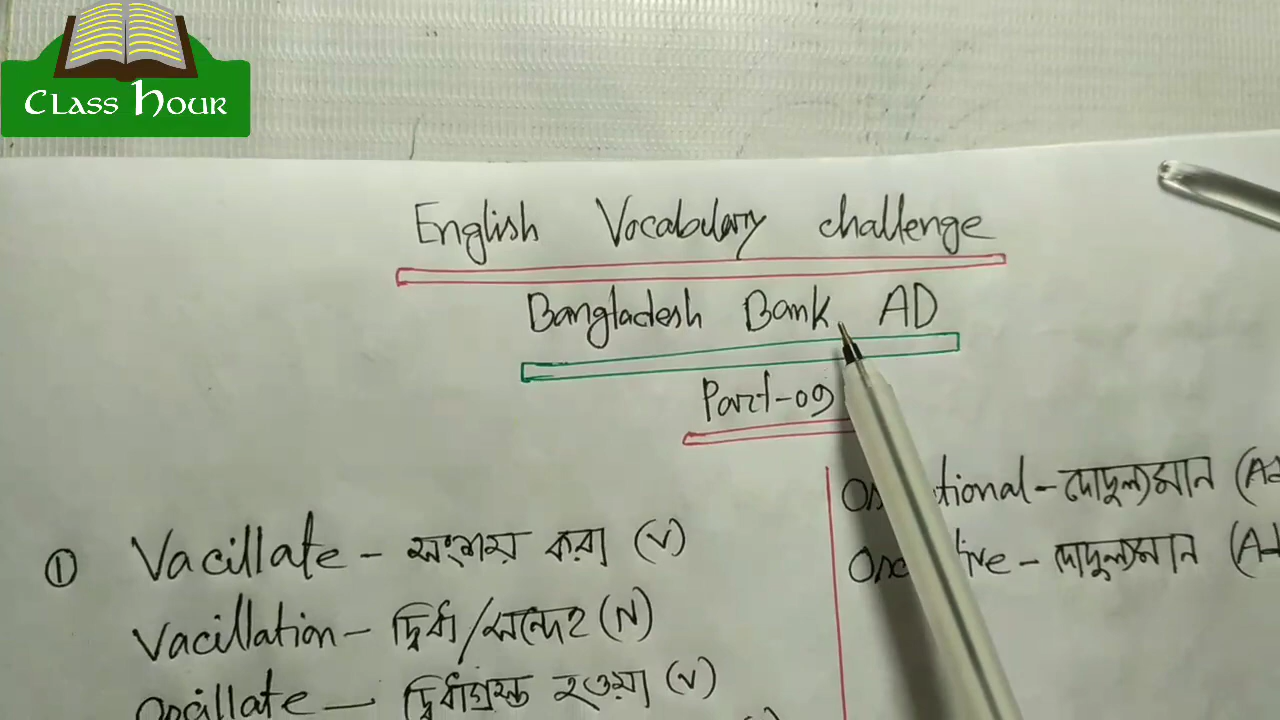 CLASS HOUR
English Vocabulary challenge
Bangladesh Bank AD
Part-09
① Vacillate - সংশয় করা (V)
Vacillation - দ্বিধা/সন্দেহ (N)
Oscillate - দ্বিধাগ্রস্ত হওয়া (V)
দোদুল্যমান
দোদুল্যমান